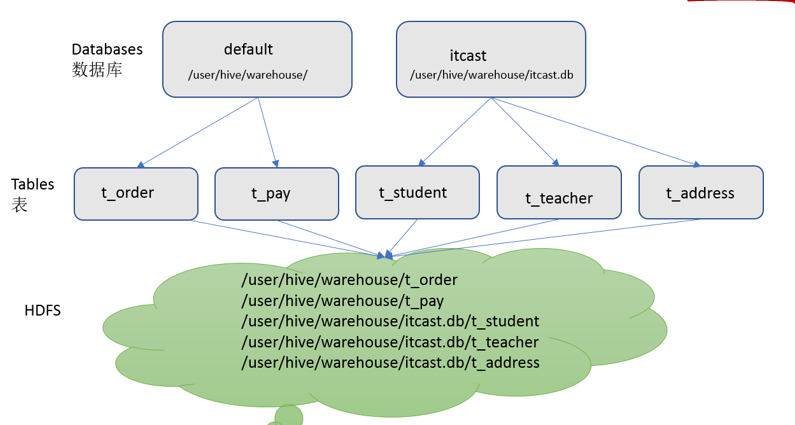 Databases
数据库
default
/user/hive/warehouse/
itcast
/user/hive/warehouse/itcast.db
Tables
表
t_order
t_pay
t_student
t_teacher
t_address
HDFS
/user/hive/warehouse/t_order
/user/hive/warehouse/t_pay
/user/hive/warehouse/itcast.db/t_student
/user/hive/warehouse/itcast.db/t_teacher
/user/hive/warehouse/itcast.db/t_address